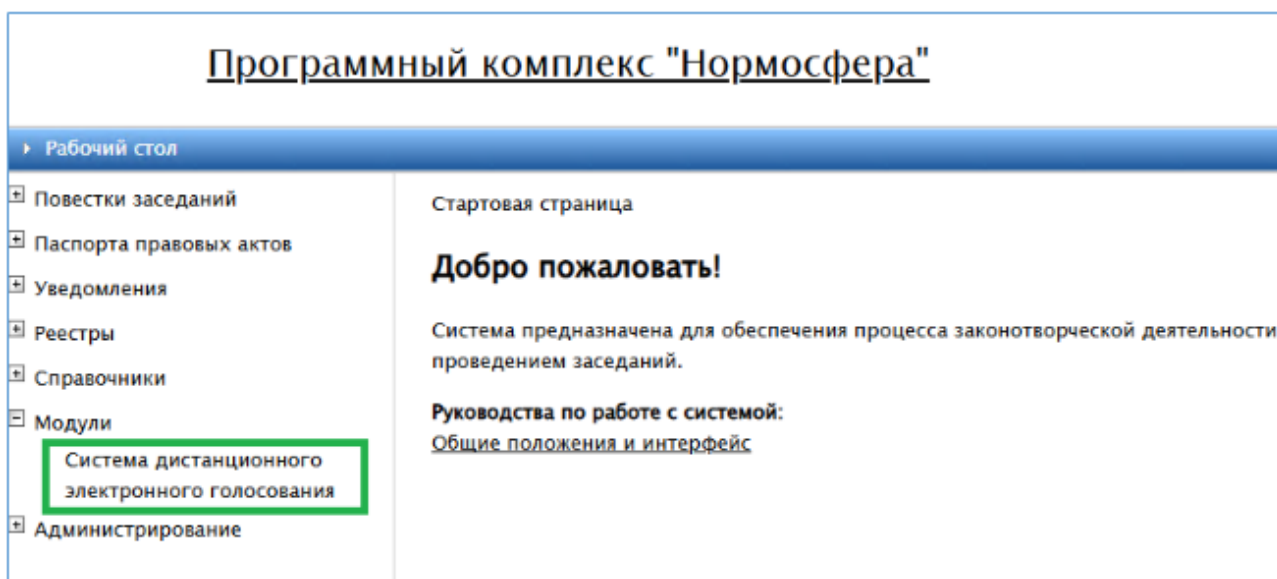 Программный комплекс "Нормосфера"
Рабочий стол
Повестки заседаний
Паспорта правовых актов
Уведомления
Реестры
Справочники
Модули
Система дистанционного
электронного голосования
Администрирование
Стартовая страница
Добро пожаловать!
Система предназначена для обеспечения процесса законотворческой деятельности
проведением заседаний.
Руководства по работе с системой:
Общие положения и интерфейс